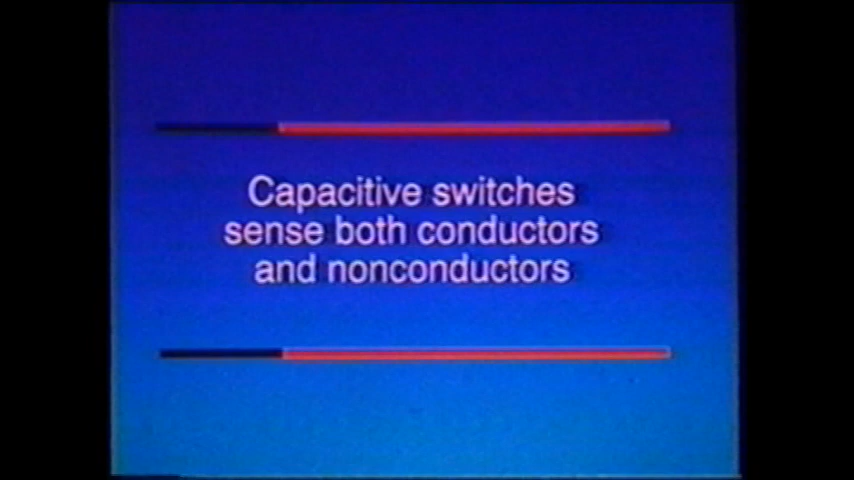 Capacitive switches
sense both conductors
and nonconductors